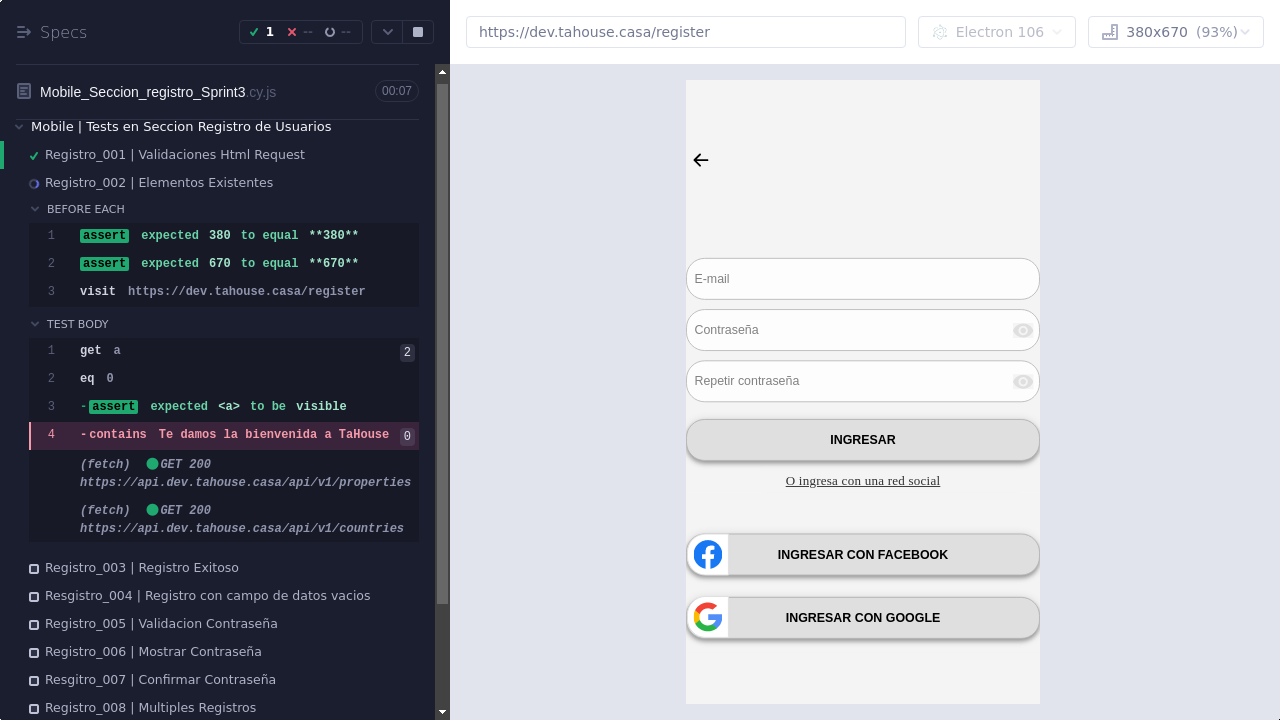 Specs
1 -- --
Mobile_Seccion_registro_Sprint3.cy.js 00:07
Mobile | Tests en Seccion Registro de Usuarios
Registro_001 | Validaciones Html Request
Registro_002 | Elementos Existentes
BEFORE EACH
1 assert expected 380 to equal **380**
2 assert expected 670 to equal **670**
3 visit https://dev.tahouse.casa/register
TEST BODY
1 get a 2
2 eq 0
3 -assert expected <a> to be visible
4 -contains Te damos la bienvenida a TaHouse 0
(fetch) GET 200
https://api.dev.tahouse.casa/api/v1/properties
(fetch) GET 200
https://api.dev.tahouse.casa/api/v1/countries
Registro_003 | Registro Exitoso
Resgistro_004 | Registro con campo de datos vacios
Registro_005 | Validacion Contraseña
Registro_006 | Mostrar Contraseña
Resgitro_007 | Confirmar Contraseña
Registro_008 | Multiples Registros
https://dev.tahouse.casa/register
Electron 106
380x670 (93%)
E-mail
Contraseña
Repetir contraseña
INGRESAR
O ingresa con una red social
INGRESAR CON FACEBOOK
INGRESAR CON GOOGLE